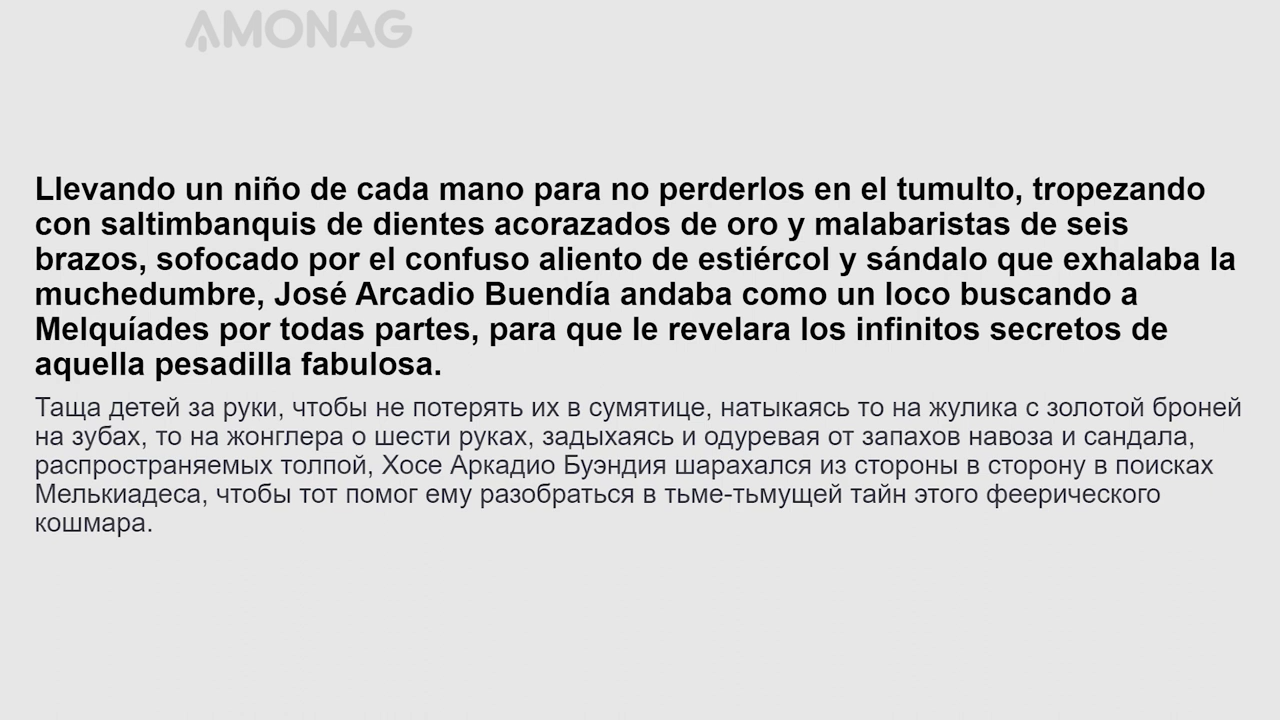 AMONAG
Llevando un niño de cada mano para no perderlos en el tumulto, tropezando
con saltimbanquis de dientes acorazados de oro y malabaristas de seis
brazos, sofocado por el confuso aliento de estiércol y sándalo que exhalaba la
muchedumbre, José Arcadio Buendía andaba como un loco buscando a
Melquíades por todas partes, para que le revelara los infinitos secretos de
aquella pesadilla fabulosa.
Таща детей за руки, чтобы не потерять их в сумятице, натыкаясь то на жулика с золотой броней
на зубах, то на жонглера о шести руках, задыхаясь и одуревая от запахов навоза и сандала,
распространяемых толпой, Хосе Аркадио Буэндия шарахался из стороны в сторону в поисках
Мелькиадеса, чтобы тот помог ему разобраться в тьме-тьмущей тайн этого феерического
кошмара.